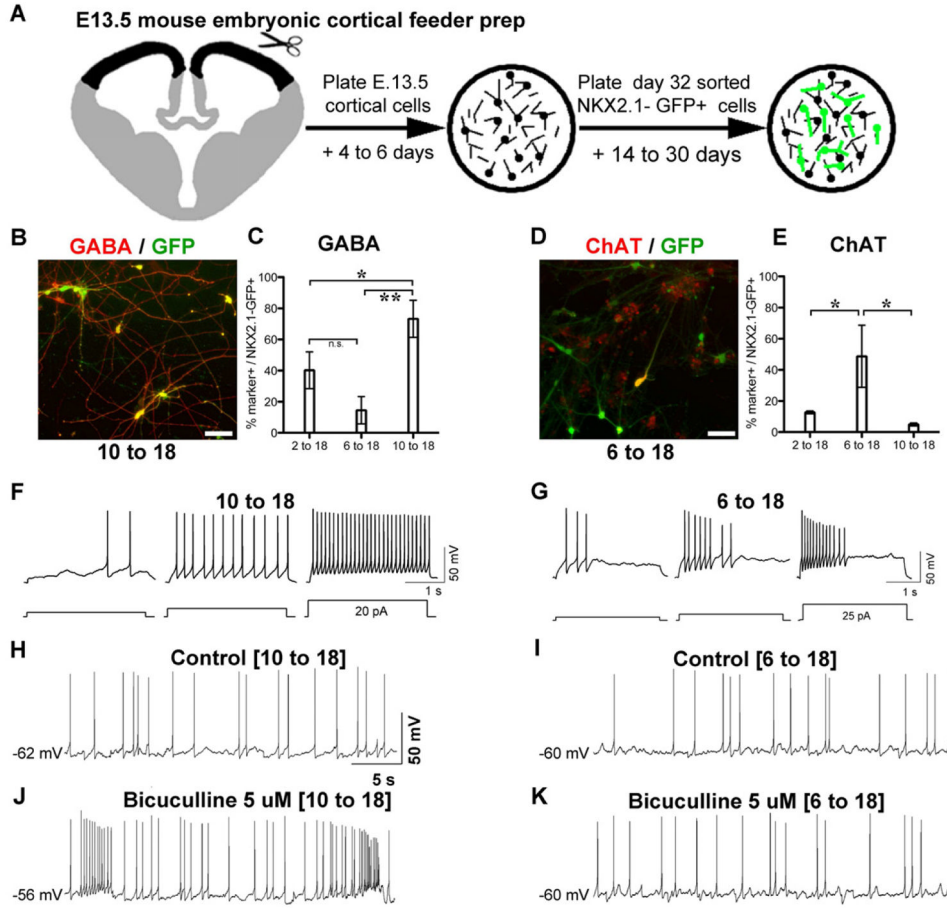 A
E13.5 mouse embryonic cortical feeder prep
Plate E.13.5
cortical cells
+ 4 to 6 days
Plate day 32 sorted
NKX2.1- GFP+ cells
+ 14 to 30 days
B
GABA / GFP
10 to 18
C
GABA
% marker+ / NKX2.1-GFP+
100
80
60
40
20
0
*
**
n.s.
2 to 18 6 to 18 10 to 18
D
ChAT / GFP
6 to 18
E
ChAT
% marker+ / NKX2.1-GFP+
100
80
60
40
20
0
* *
2 to 18 6 to 18 10 to 18
F
10 to 18
50 mV
1 s
20 pA
G
6 to 18
50 mV
1 s
25 pA
H
Control [10 to 18]
-62 mV
50 mV
5 s
I
Control [6 to 18]
-60 mV
J
Bicuculline 5 uM [10 to 18]
-56 mV
K
Bicuculline 5 uM [6 to 18]
-60 mV